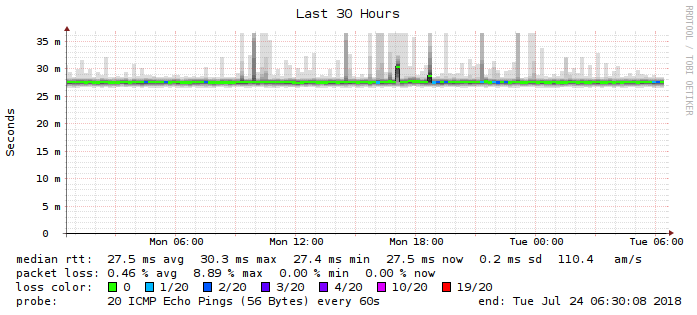 Last 30 Hours
RRDTOOL / TOBI OETIKER
Seconds
35 m
30 m
25 m
20 m
15 m
10 m
5 m
0
Mon 06:00 Mon 12:00 Mon 18:00 Tue 00:00 Tue 06:00
median rtt: 27.5 ms avg 30.3 ms max 27.4 ms min 27.5 ms now 0.2 ms sd 110.4 am/s
packet loss: 0.46 % avg 8.89 % max 0.00 % min 0.00 % now
loss color: 0 1/20 2/20 3/20 4/20 10/20 19/20
probe: 20 ICMP Echo Pings (56 Bytes) every 60s end: Tue Jul 24 06:30:08 2018